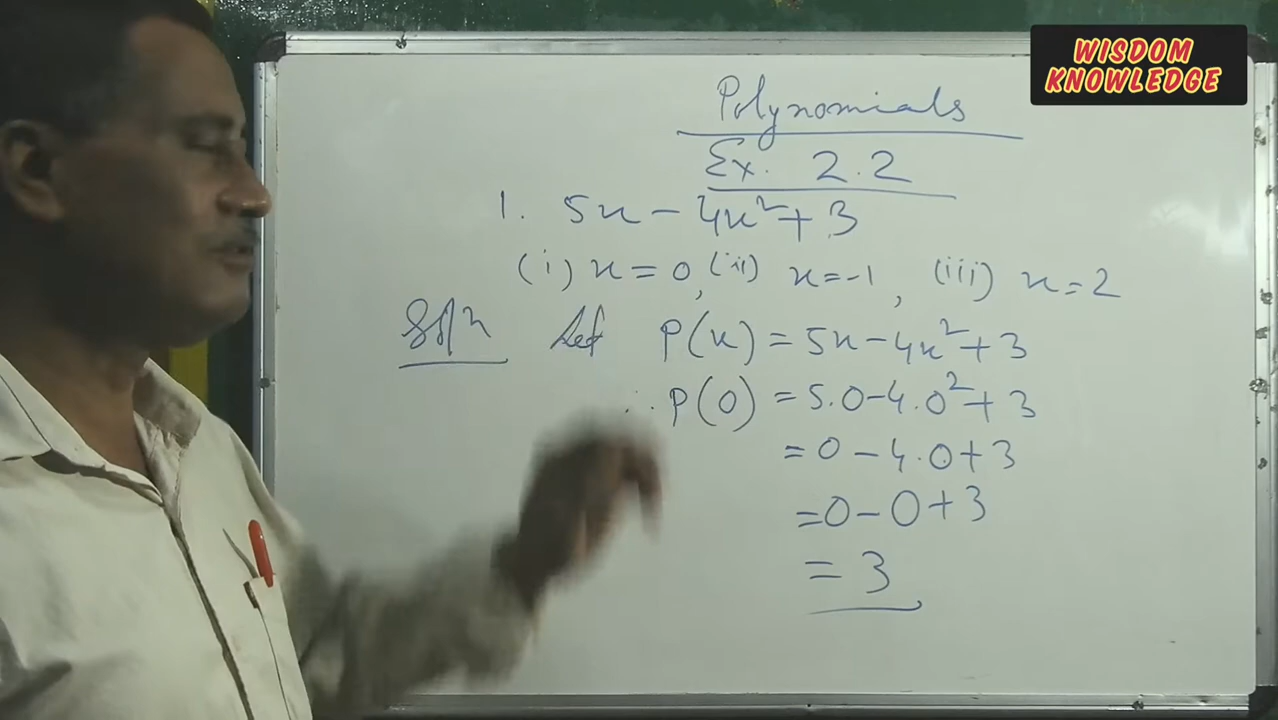 WISDOM
KNOWLEDGE
Polynomials
Ex. 2.2
1. 5x - 4x² + 3
(i) x = 0, (ii) x = -1, (iii) x = 2
Solⁿ Let P(x) = 5x - 4x² + 3
∴ P(0) = 5.0 - 4.0² + 3
= 0 - 4.0 + 3
= 0 - 0 + 3
= 3